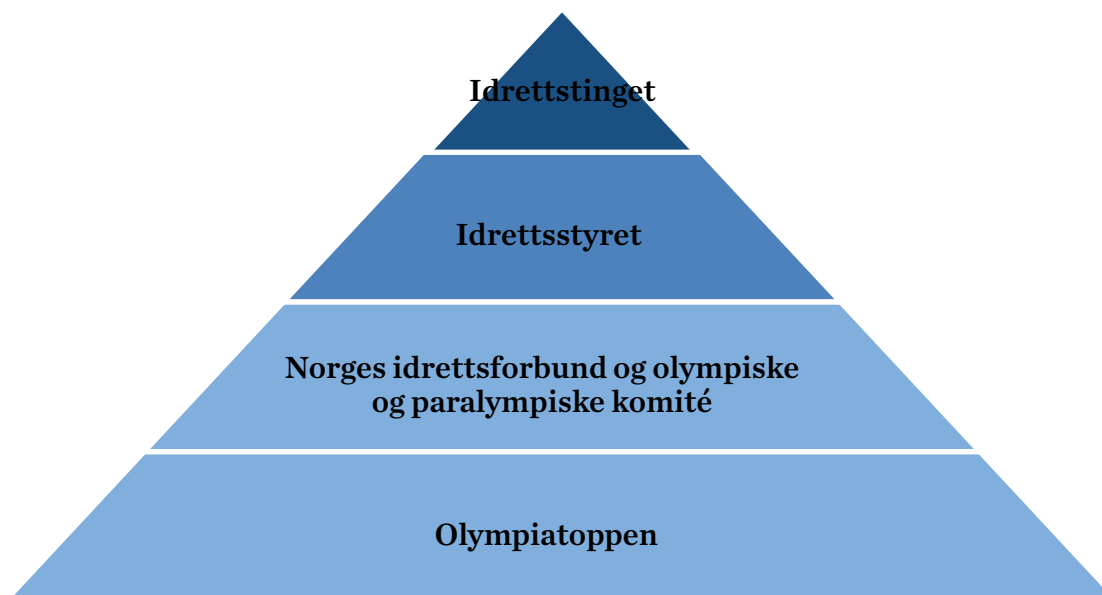 Idrettstinget
Idrettsstyret
Norges idrettsforbund og olympiske
og paralympiske komité
Olympiatoppen